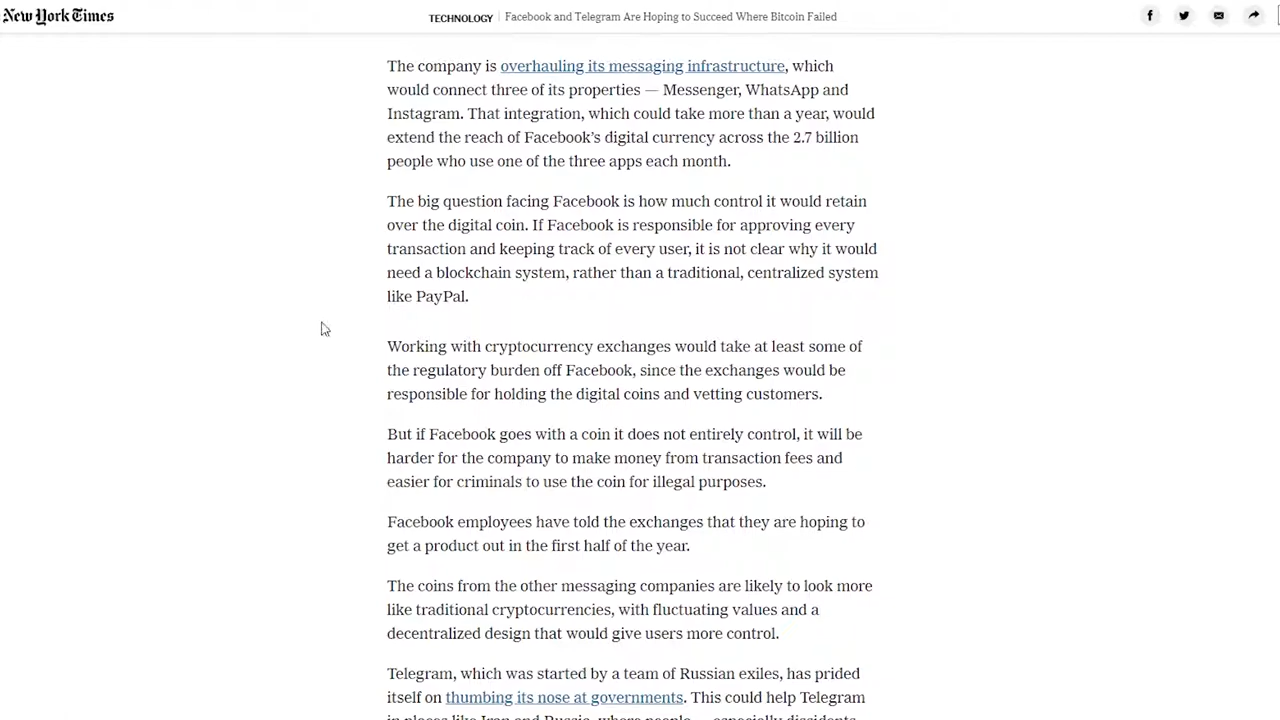 New York Times
TECHNOLOGY | Facebook and Telegram Are Hoping to Succeed Where Bitcoin Failed
The company is overhauling its messaging infrastructure, which
would connect three of its properties — Messenger, WhatsApp and
Instagram. That integration, which could take more than a year, would
extend the reach of Facebook’s digital currency across the 2.7 billion
people who use one of the three apps each month.
The big question facing Facebook is how much control it would retain
over the digital coin. If Facebook is responsible for approving every
transaction and keeping track of every user, it is not clear why it would
need a blockchain system, rather than a traditional, centralized system
like PayPal.
Working with cryptocurrency exchanges would take at least some of
the regulatory burden off Facebook, since the exchanges would be
responsible for holding the digital coins and vetting customers.
But if Facebook goes with a coin it does not entirely control, it will be
harder for the company to make money from transaction fees and
easier for criminals to use the coin for illegal purposes.
Facebook employees have told the exchanges that they are hoping to
get a product out in the first half of the year.
The coins from the other messaging companies are likely to look more
like traditional cryptocurrencies, with fluctuating values and a
decentralized design that would give users more control.
Telegram, which was started by a team of Russian exiles, has prided
itself on thumbing its nose at governments. This could help Telegram
in places like Iran and Russia, where people — especially dissidents